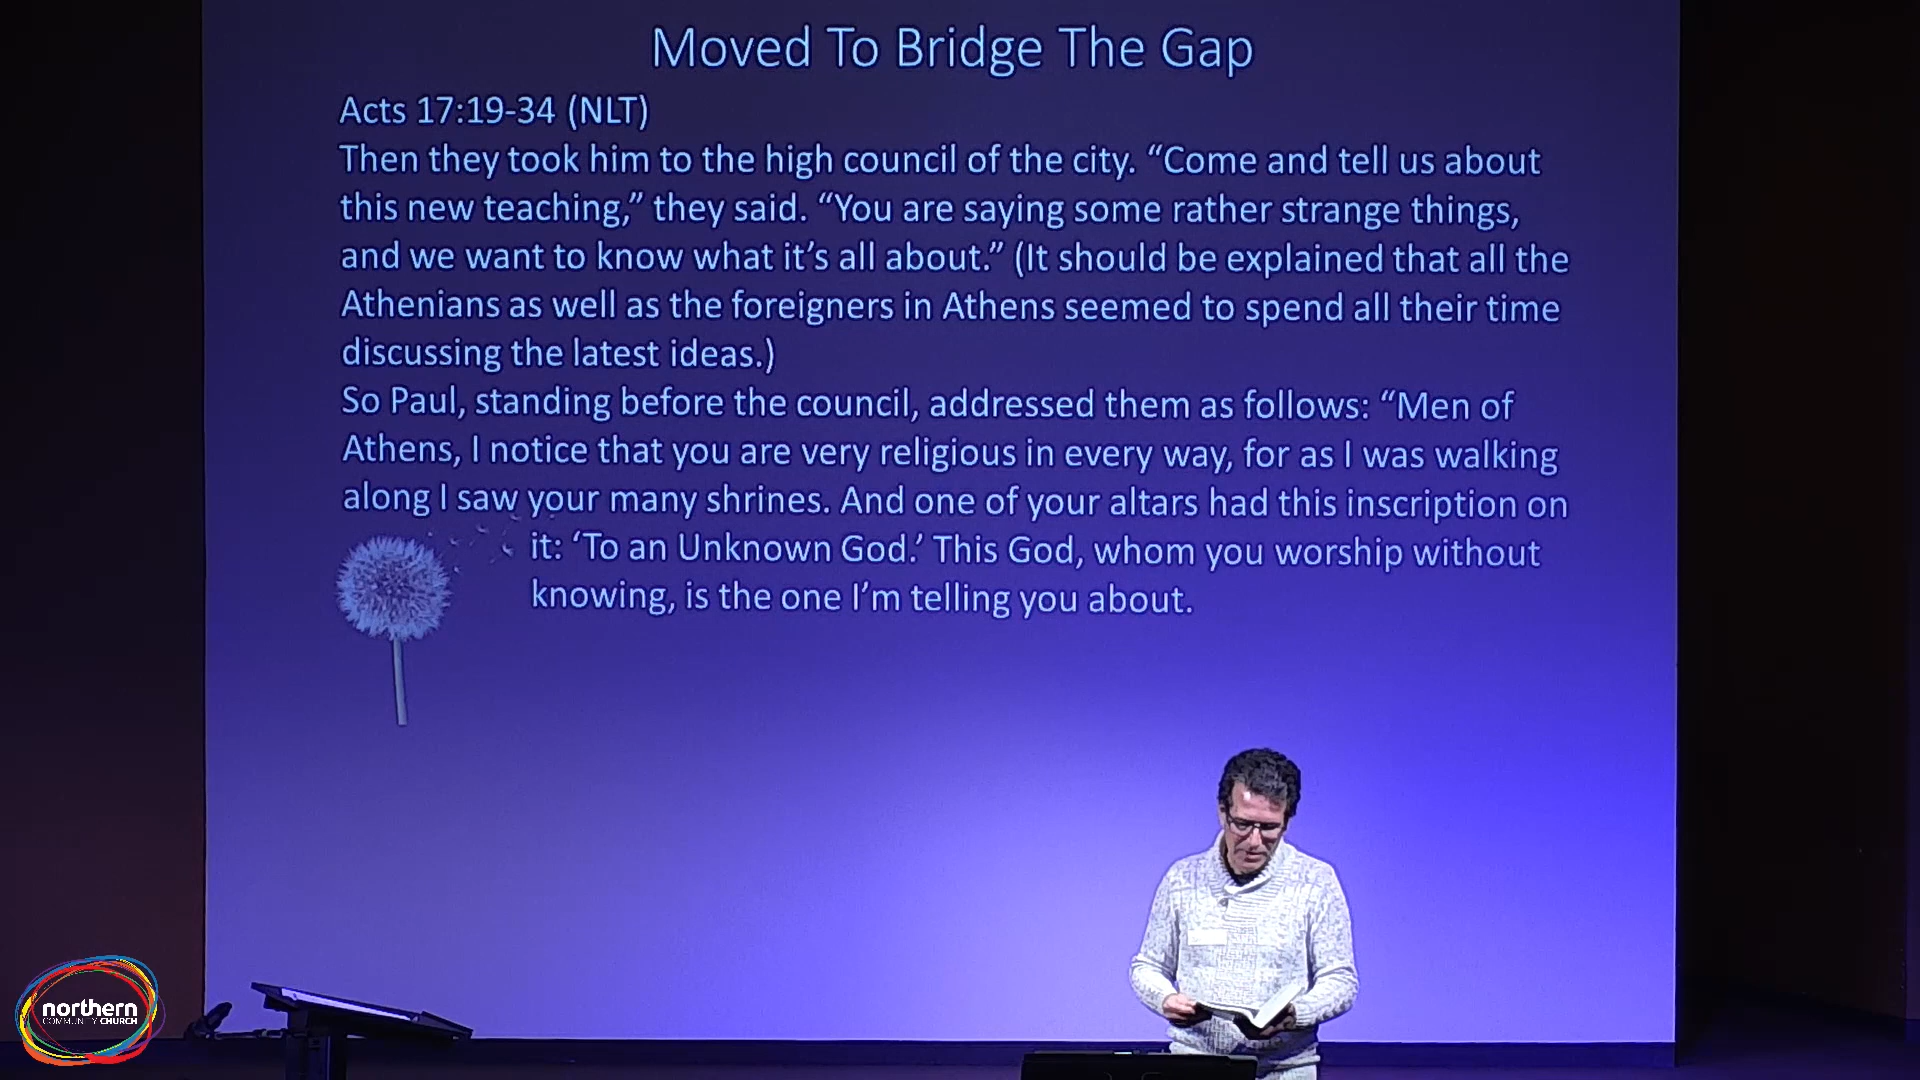 Moved To Bridge The Gap
Acts 17:19-34 (NLT)
Then they took him to the high council of the city. “Come and tell us about
this new teaching,” they said. “You are saying some rather strange things,
and we want to know what it’s all about.” (It should be explained that all the
Athenians as well as the foreigners in Athens seemed to spend all their time
discussing the latest ideas.)
So Paul, standing before the council, addressed them as follows: “Men of
Athens, I notice that you are very religious in every way, for as I was walking
along I saw your many shrines. And one of your altars had this inscription on
it: ‘To an Unknown God.’ This God, whom you worship without
knowing, is the one I’m telling you about.
northern
COMMUNITY CHURCH